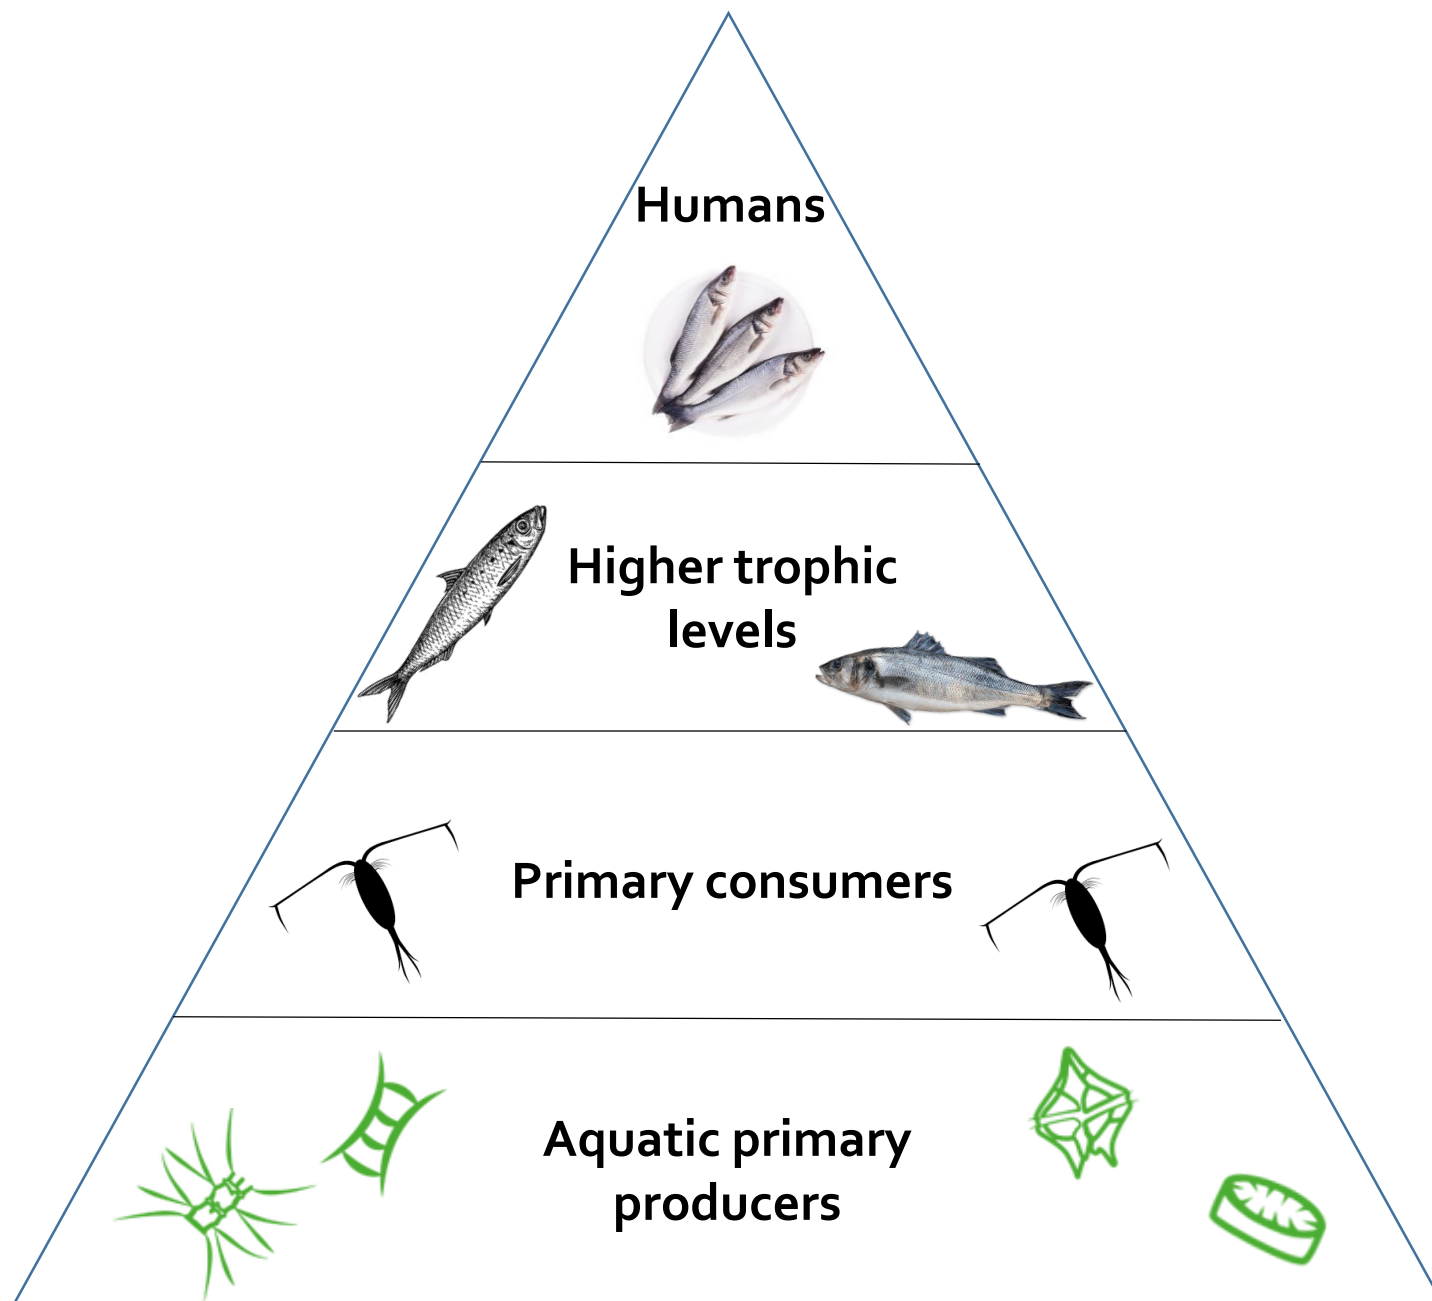 Humans
Higher trophic
levels
Primary consumers
Aquatic primary
producers